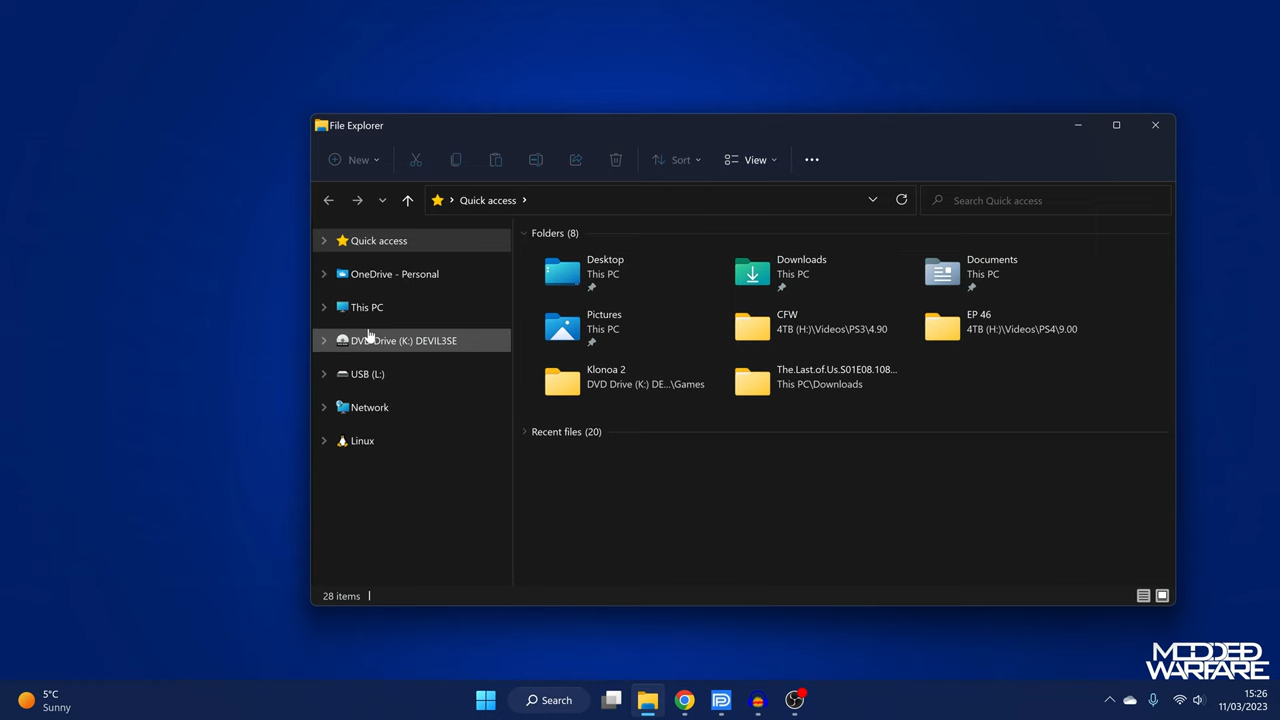 File Explorer
New
Sort
View
Quick access
Search Quick access
Quick access
OneDrive - Personal
This PC
DVD Drive (K:) DEVIL3SE
USB (L:)
Network
Linux
Folders (8)
Desktop
This PC
Downloads
This PC
Documents
This PC
Pictures
This PC
CFW
4TB (H:)\Videos\PS3\4.90
EP 46
4TB (H:)\Videos\PS4\9.00
Klonoa 2
DVD Drive (K:) DE...\Games
The.Last.of.Us.S01E08.108...
This PC\Downloads
Recent files (20)
28 items
MODDED
WARFARE
5°C
Sunny
Search
15:26
11/03/2023